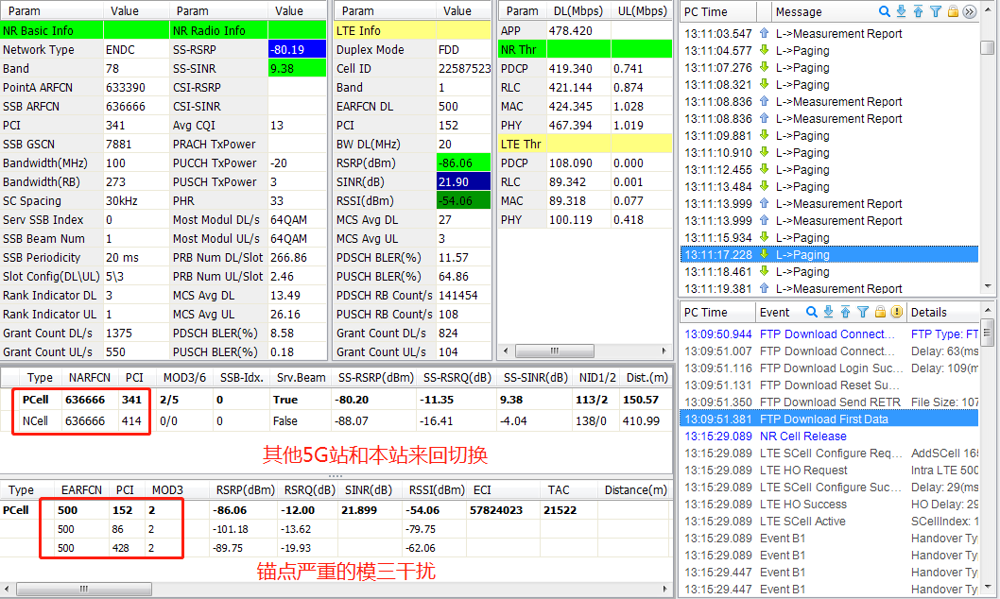 Param Value Param Value
NR Basic Info NR Radio Info
Network Type ENDC SS-RSRP -80.19
Band 78 SS-SINR 9.38
PointA ARFCN 633390 CSI-RSRP
SSB ARFCN 636666 CSI-SINR
PCI 341 Avg CQI 13
SSB GSCN 7881 PRACH TxPower
Bandwidth(MHz) 100 PUCCH TxPower -20
Bandwidth(RB) 273 PUSCH TxPower 3
SC Spacing 30kHz PHR 33
Serv SSB Index 0 Most Modul DL/s 64QAM
SSB Beam Num 1 Most Modul UL/s 64QAM
SSB Periodicity 20 ms PRB Num DL/Slot 266.86
Slot Config(DL\UL) 5\3 PRB Num UL/Slot 2.46
Rank Indicator DL 3 MCS Avg DL 13.49
Rank Indicator UL 1 MCS Avg UL 26.16
Grant Count DL/s 1375 PDSCH BLER(%) 8.58
Grant Count UL/s 550 PUSCH BLER(%) 0.18
Param Value
LTE Info
Duplex Mode FDD
Cell ID 22587523
Band 1
EARFCN DL 500
PCI 152
BW DL(MHz) 20
RSRP(dBm) -86.06
SINR(dB) 21.90
RSSI(dBm) -54.06
MCS Avg DL 27
MCS Avg UL 3
PDSCH BLER(%) 11.57
PUSCH BLER(%) 64.86
PDSCH RB Count/s 141454
PUSCH RB Count/s 108
Grant Count DL/s 824
Grant Count UL/s 104
Param DL(Mbps) UL(Mbps)
APP 478.420
NR Thr
PDCP 419.340 0.741
RLC 421.144 0.874
MAC 424.345 1.028
PHY 467.394 1.019
LTE Thr
PDCP 108.090 0.000
RLC 89.342 0.001
MAC 89.318 0.077
PHY 100.119 0.418
PC Time Message
13:11:03.547 L->Measurement Report
13:11:04.577 L->Paging
13:11:07.276 L->Paging
13:11:08.321 L->Paging
13:11:08.836 L->Measurement Report
13:11:08.836 L->Measurement Report
13:11:09.881 L->Paging
13:11:10.910 L->Paging
13:11:12.455 L->Paging
13:11:13.484 L->Paging
13:11:13.999 L->Measurement Report
13:11:13.999 L->Measurement Report
13:11:15.934 L->Paging
13:11:17.228 L->Paging
13:11:18.461 L->Paging
13:11:19.381 L->Measurement Report
PC Time Event Details
13:09:50.944 FTP Download Connect... FTP Type: FT
13:09:51.007 FTP Download Connect... Delay: 63(ms
13:09:51.116 FTP Download Login Suc... Delay: 109(m
13:09:51.131 FTP Download Reset Su...
13:09:51.350 FTP Download Send RETR File Size: 107
13:09:51.381 FTP Download First Data
13:15:29.089 NR Cell Release
13:15:29.089 LTE SCell Configure Req... AddSCell 168
13:15:29.089 LTE HO Request Intra LTE 500
13:15:29.089 LTE SCell Configure Suc... Delay: 29(ms
13:15:29.089 LTE HO Success HO Delay: 29
13:15:29.089 LTE SCell Active SCellIndex: 1
13:15:29.089 Event B1 Handover Ty
13:15:29.089 Event B1 Handover Ty
13:15:29.447 Event B1 Handover Ty
13:15:29.447 Event B1 Handover Ty
Type NARFCN PCI MOD3/6 SSB-Idx. Srv.Beam SS-RSRP(dBm) SS-RSRQ(dB) SS-SINR(dB) NID1/2 Dist.(m)
PCell 636666 341 2/5 0 True -80.20 -11.35 9.38 113/2 150.57
NCell 636666 414 0/0 0 False -88.07 -16.41 -4.04 138/0 410.99
其他5G站和本站来回切换
Type EARFCN PCI MOD3 RSRP(dBm) RSRQ(dB) SINR(dB) RSSI(dBm) ECI TAC Distance(m)
PCell 500 152 2 -86.06 -12.00 21.899 -54.06 57824023 21522
500 86 2 -101.18 -13.62 -79.75
500 428 2 -89.75 -19.93 -62.06
锚点严重的模三干扰